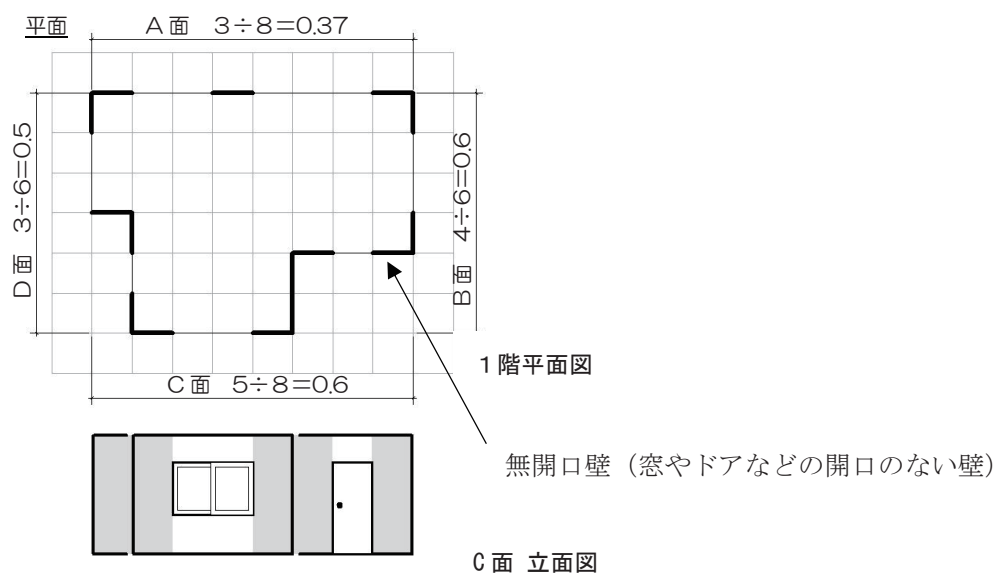 平面
A面 3÷8=0.37
D面 3÷6=0.5
B面 4÷6=0.6
1階平面図
C面 5÷8=0.6
無開口壁（窓やドアなどの開口のない壁）
C面 立面図